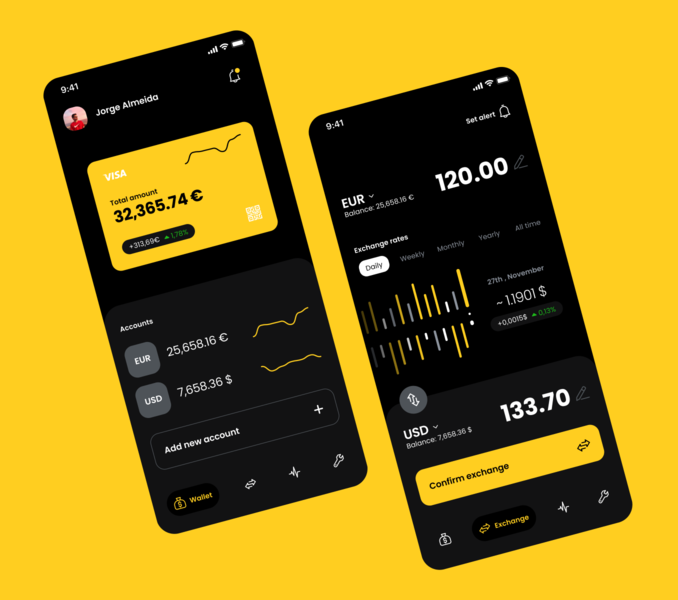 9:41
Jorge Almeida
VISA
Total amount
32,365.74 €
+313,69€ 1,78%
Accounts
EUR
25,658.16 €
USD
7,658.36 $
Add new account
Wallet
9:41
Set alert
EUR
120.00
Balance: 25,658.16 €
Exchange rates
Daily
Weekly
Monthly
Yearly
All time
27th , November
~ 1.1901 $
+0,0015$ 0,13%
USD
133.70
Balance: 7,658.36 $
Confirm exchange
Exchange